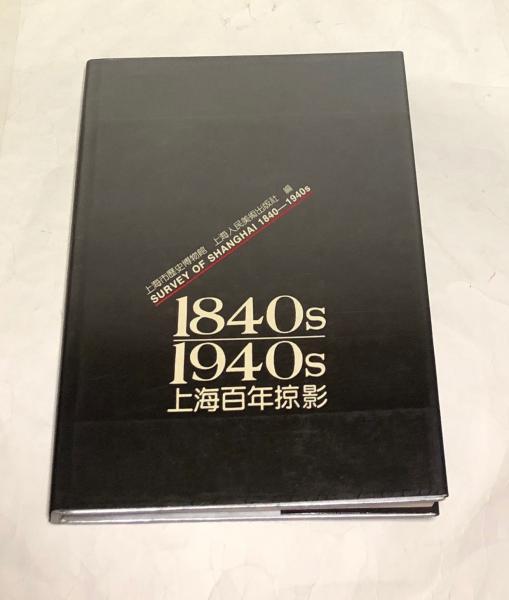 上海市歷史博物館 上海人民美術出版社 編
SURVEY OF SHANGHAI 1840—1940s
1840s
1940s
上海百年掠影